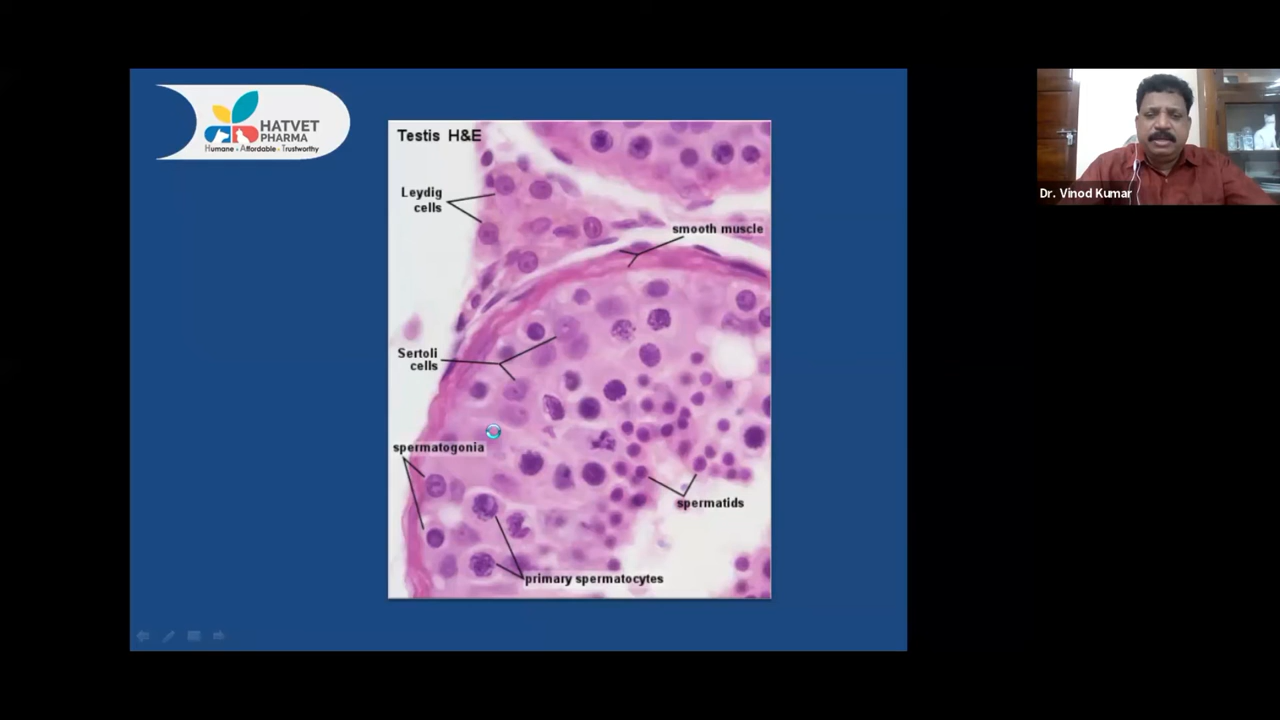 HATVET
PHARMA
Humane - Affordable - Trustworthy
Testis H&E
Leydig
cells
smooth muscle
Sertoli
cells
spermatogonia
spermatids
primary spermatocytes
Dr. Vinod Kumar